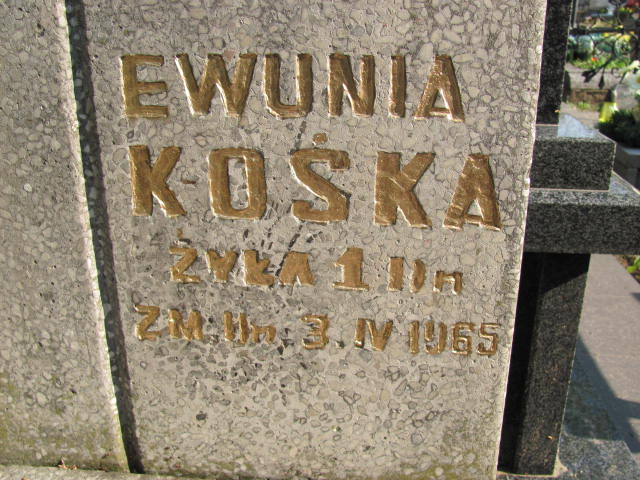 EWUNIA
KOŚKA
ŻYŁA 1
ZM. 3.IV 1965